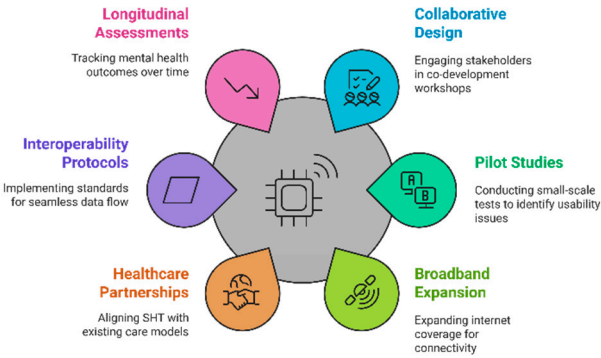 Longitudinal
Assessments
Tracking mental health
outcomes over time
Collaborative
Design
Engaging stakeholders
in co-development
workshops
Interoperability
Protocols
Implementing standards
for seamless data flow
A
B
Pilot Studies
Conducting small-scale
tests to identify usability
issues
Healthcare
Partnerships
Aligning SHT with
existing care models
Broadband
Expansion
Expanding internet
coverage for
connectivity